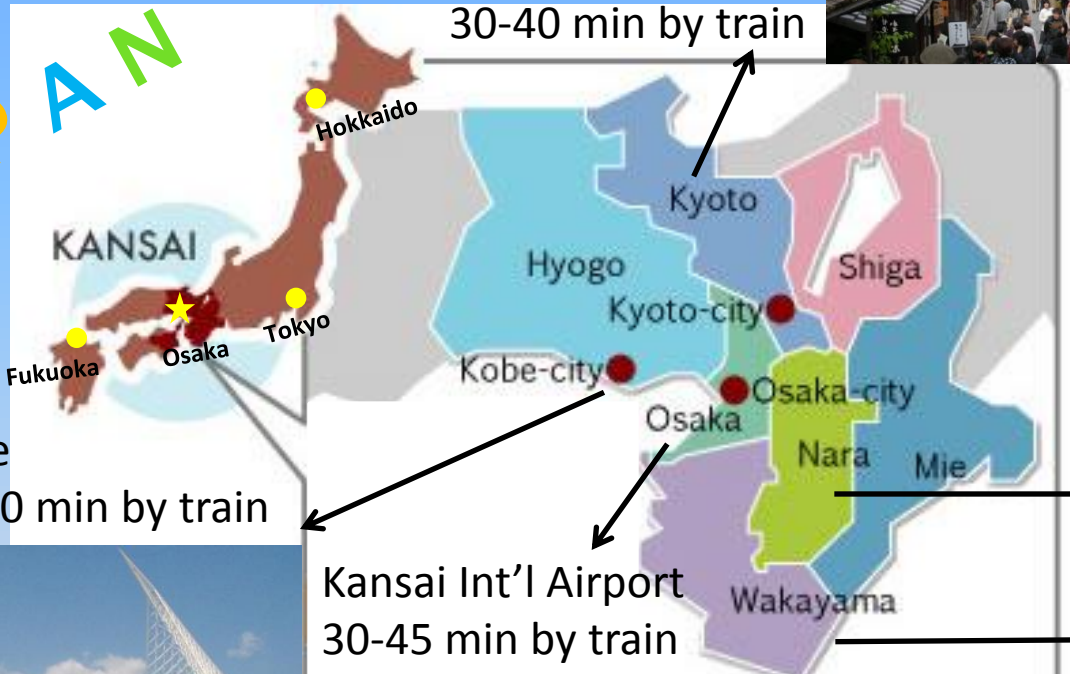 A N
30-40 min by train
Hokkaido
KANSAI
Kyoto
Hyogo
Shiga
Kyoto-city
Tokyo
Osaka
Fukuoka
Kobe-city
Osaka-city
Osaka
Nara
Mie
0 min by train
Kansai Int'l Airport
30-45 min by train
Wakayama